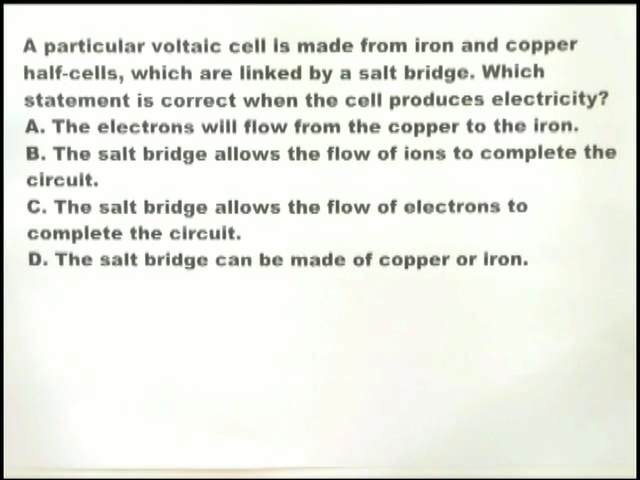 A particular voltaic cell is made from iron and copper
half-cells, which are linked by a salt bridge. Which
statement is correct when the cell produces electricity?
A. The electrons will flow from the copper to the iron.
B. The salt bridge allows the flow of ions to complete the
circuit.
C. The salt bridge allows the flow of electrons to
complete the circuit.
D. The salt bridge can be made of copper or iron.